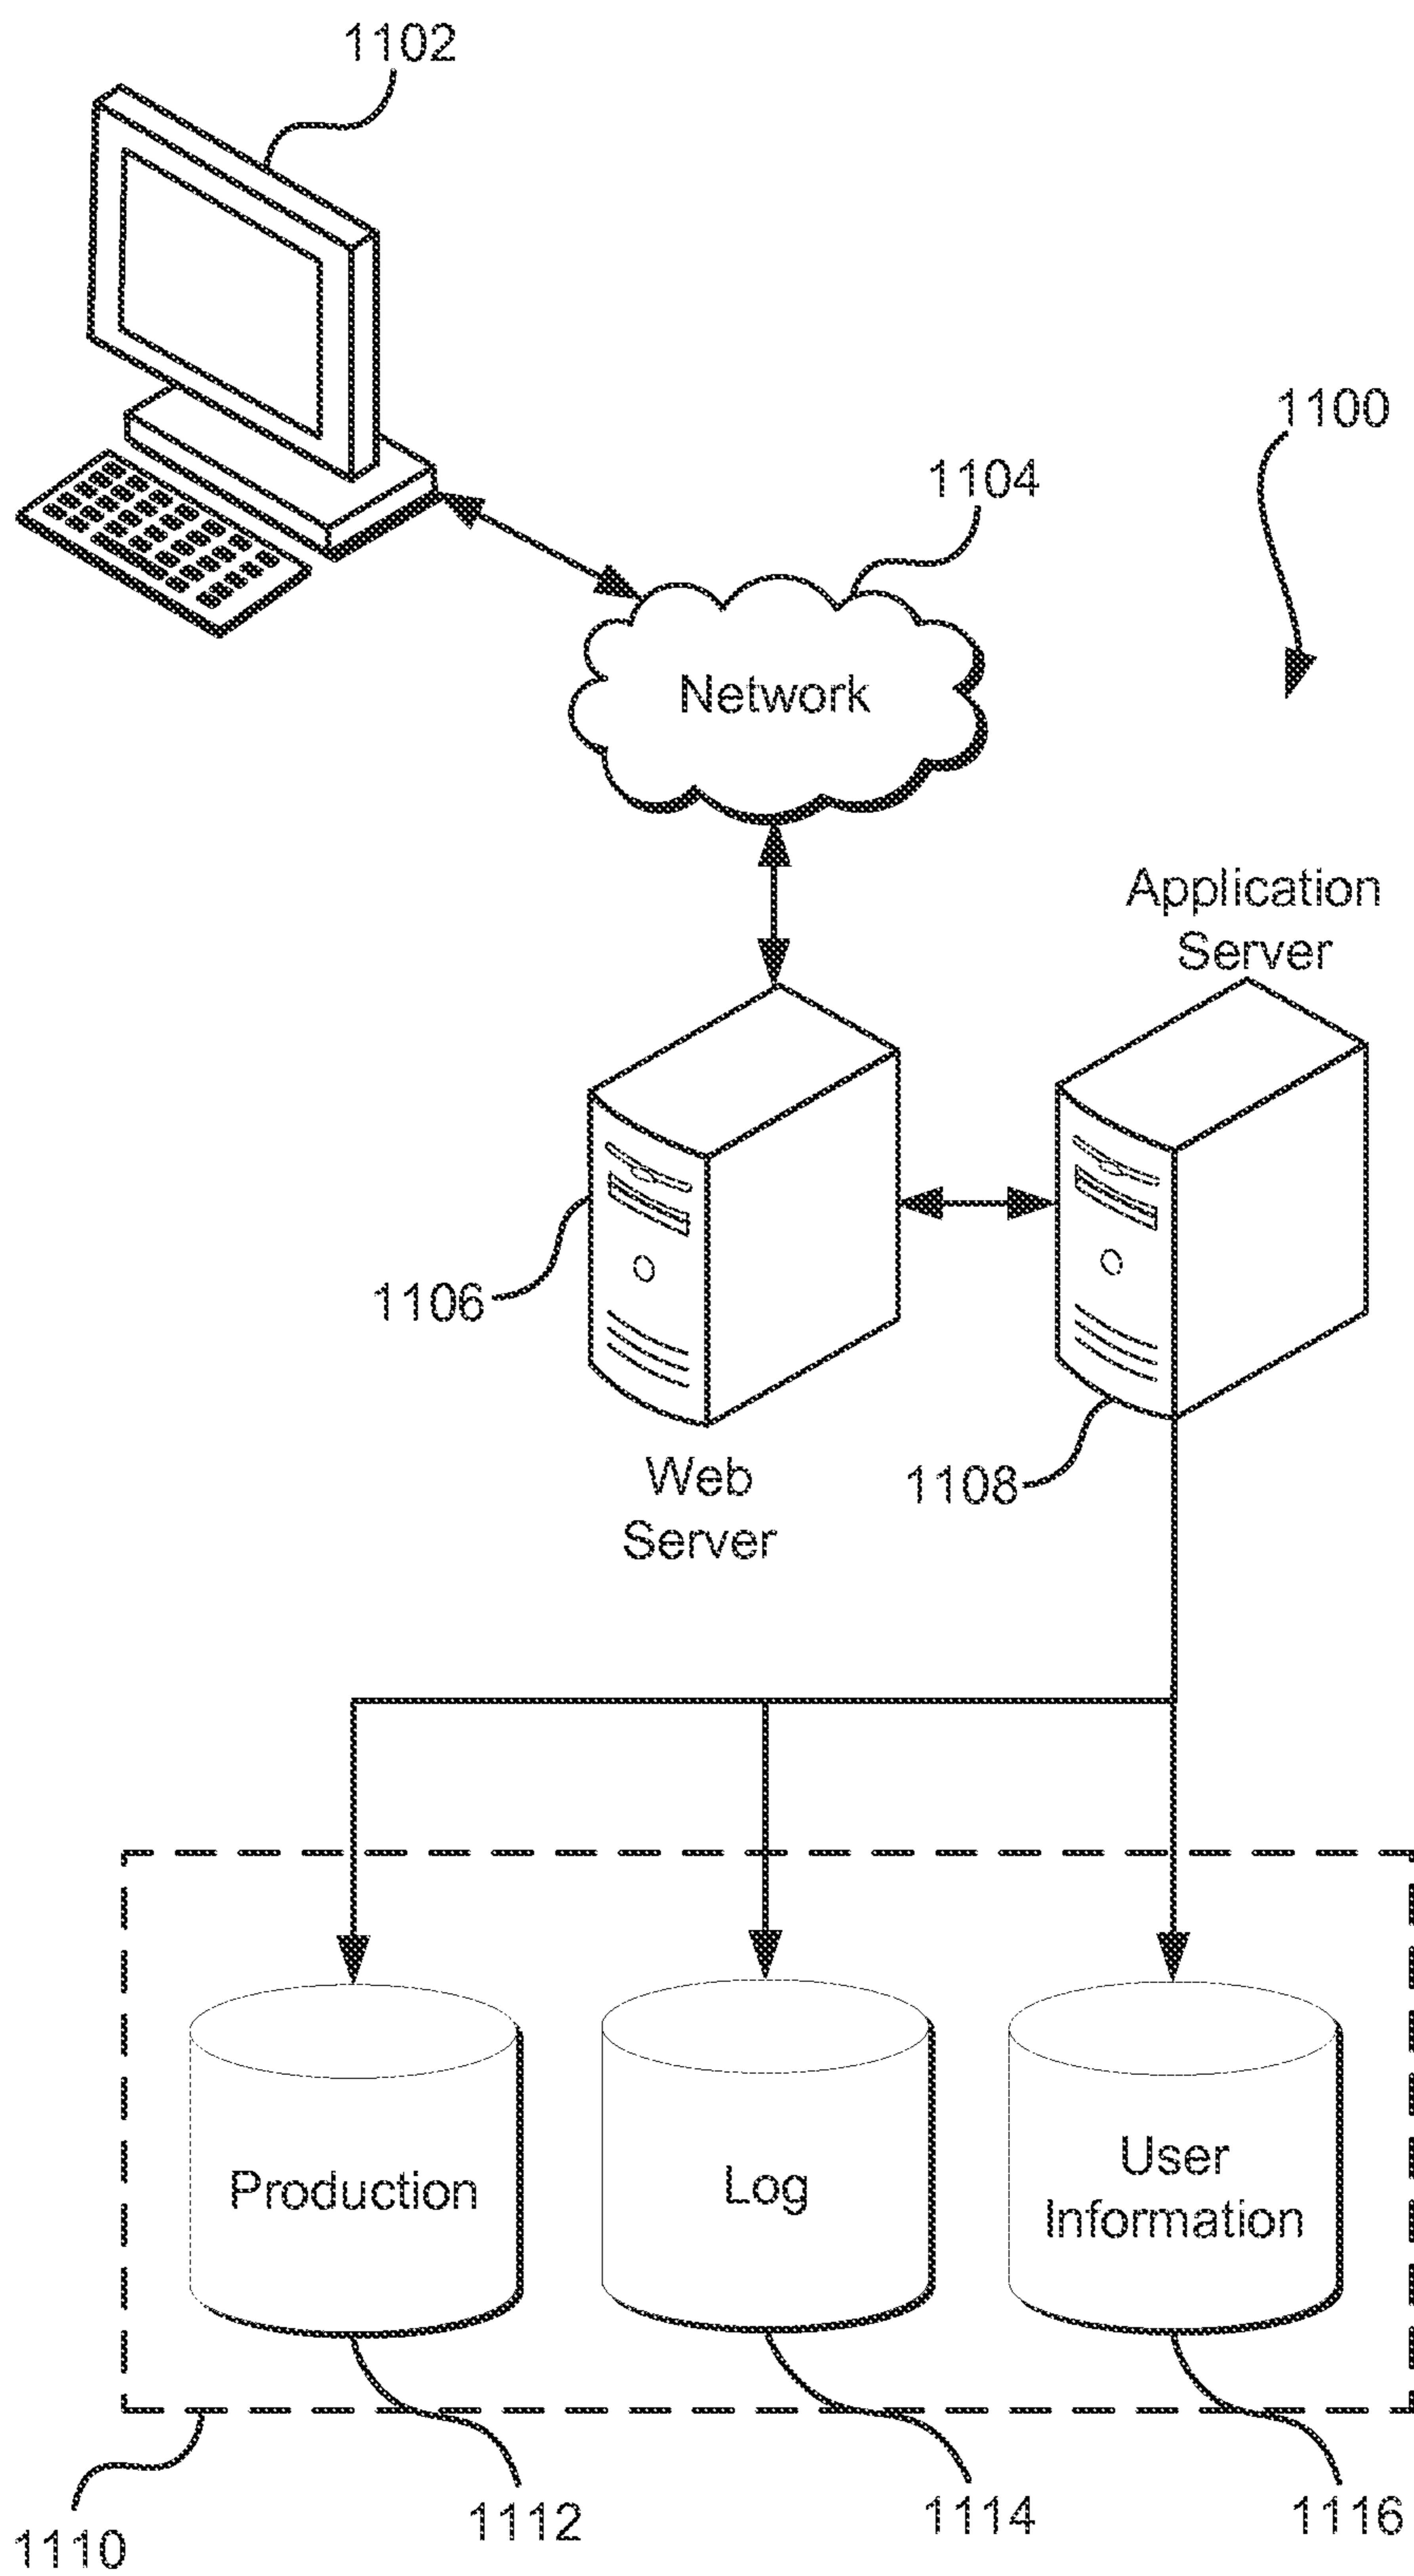 1102
1100
1104
Network
Application
Server
1106
Web
Server
1108
Production
Log
User
Information
1110
1112
1114
1116